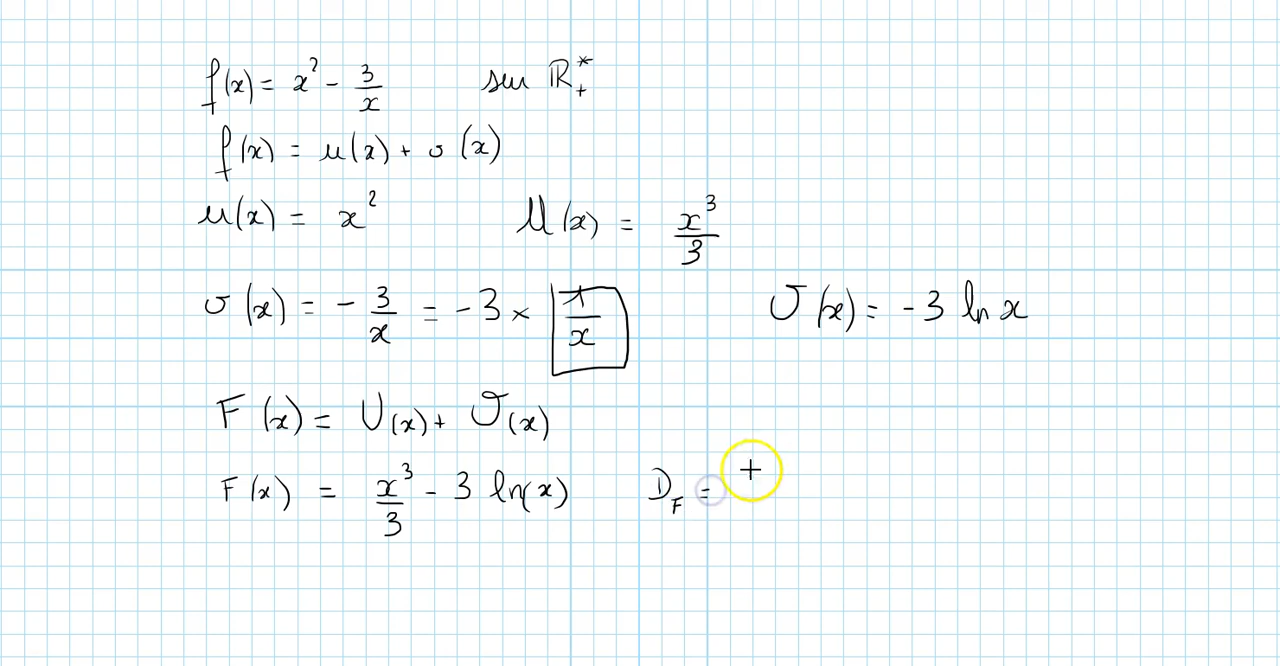 f(x) = x² - 3/x sur ℝ₊*
f(x) = u(x) + v(x)
u(x) = x² U(x) = x³/3
v(x) = - 3/x = -3 × 1/x V(x) = -3 ln x
F(x) = U(x) + V(x)
F(x) = x³/3 - 3 ln(x) D_F =